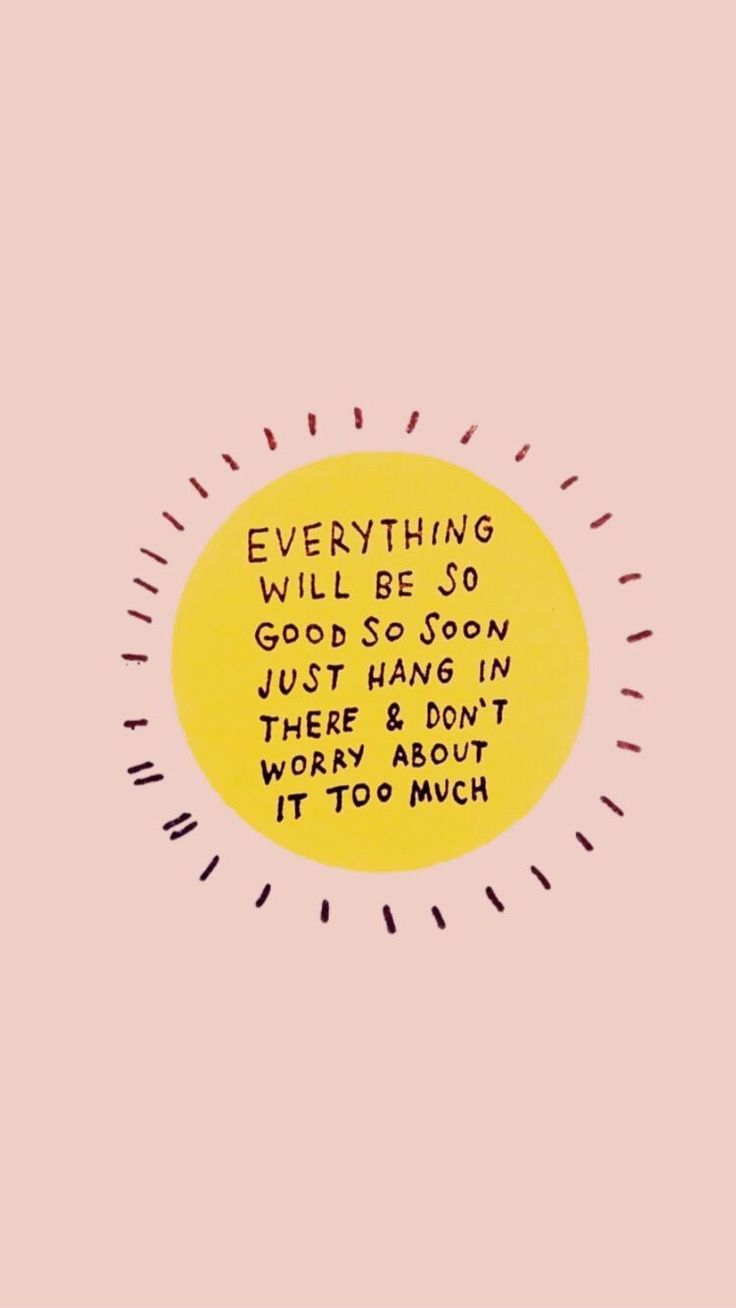 EVERYTHING
WILL BE SO
GOOD SO SOON
JUST HANG IN
THERE & DON'T
WORRY ABOUT
IT TOO MUCH